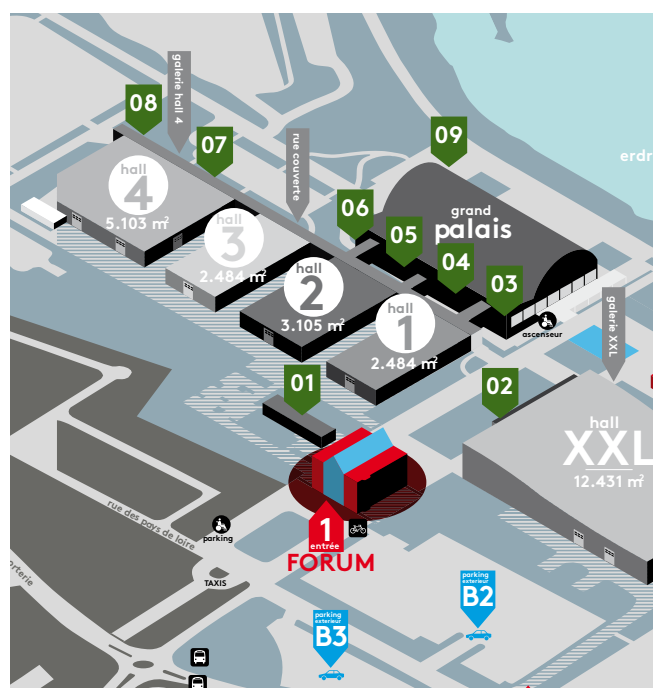 08
galerie hall 4
07
rue couverte
09
erdr
hall
4
5.103 m²
06
grand
palais
05
hall
3
2.484 m²
04
03
hall
2
3.105 m²
hall
1
2.484 m²
ascenseur
galerie XXL
01
02
hall
XXL
12.431 m²
rue des pays de loire
parking
1
entrée
FORUM
orterie
TAXIS
parking
exterieur
B2
parking
exterieur
B3